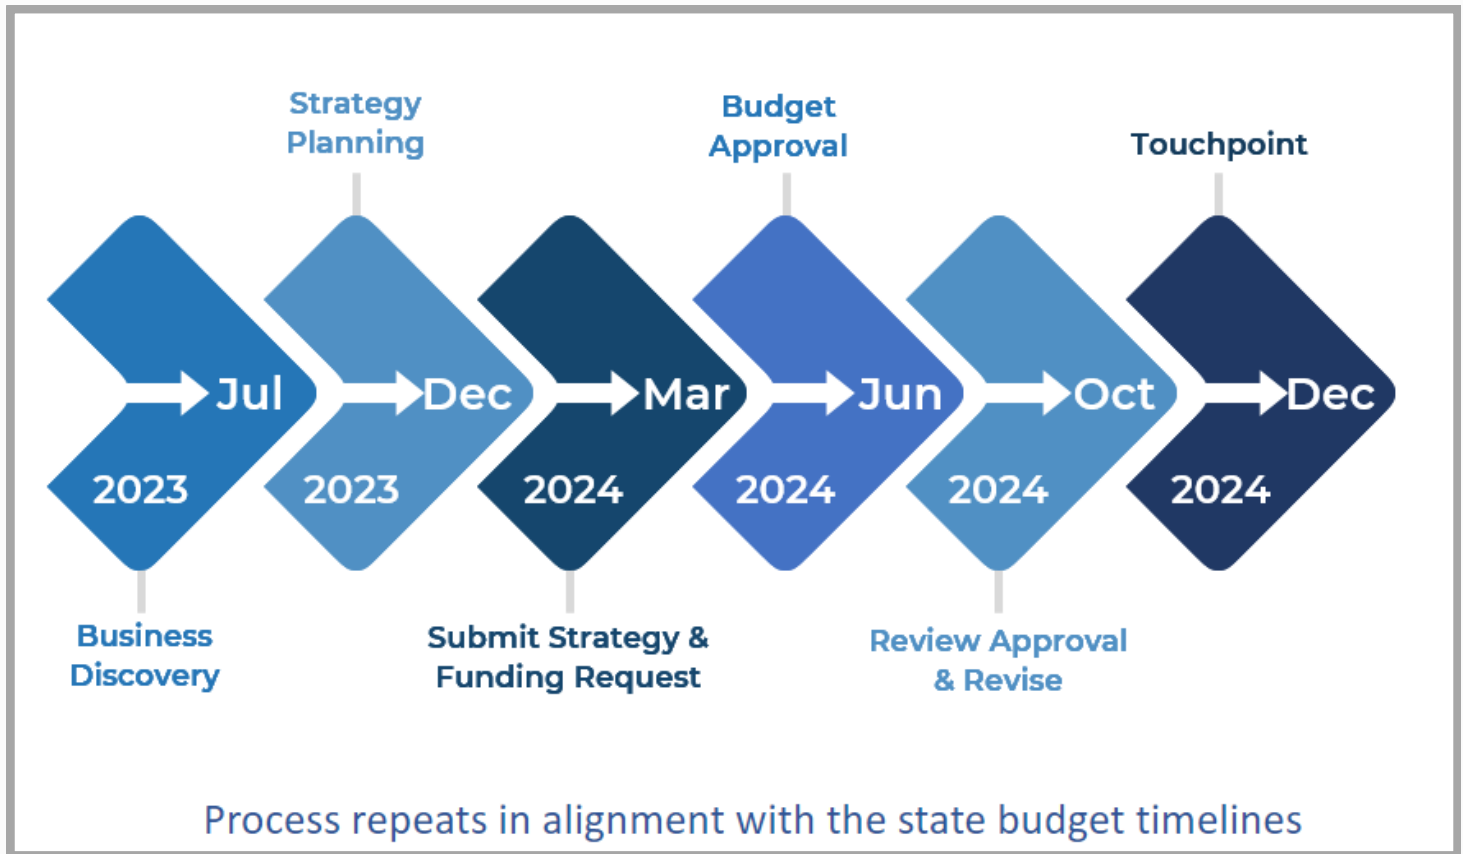 Strategy
Planning
Budget
Approval
Touchpoint
Jul
Dec
Mar
Jun
Oct
Dec
2023
2023
2024
2024
2024
2024
Business
Discovery
Submit Strategy &
Funding Request
Review Approval
& Revise
Process repeats in alignment with the state budget timelines